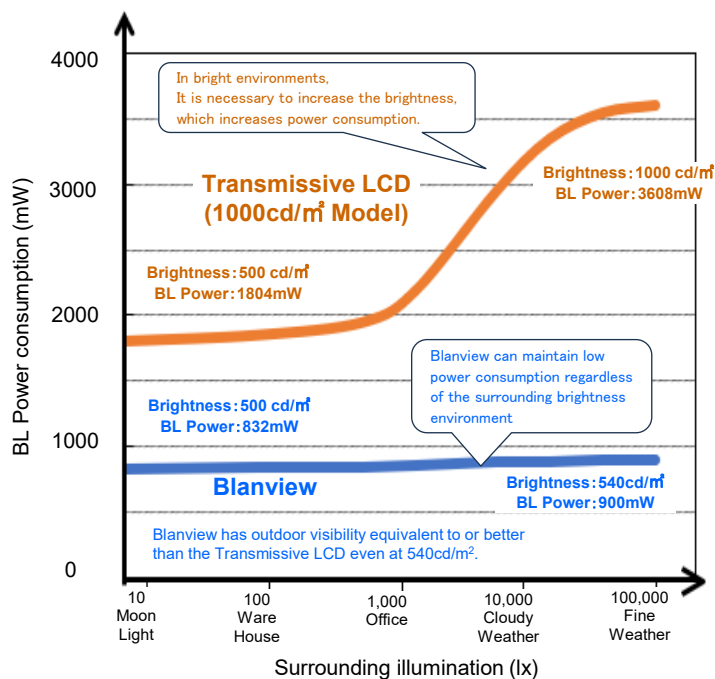 4000
In bright environments,
It is necessary to increase the brightness,
which increases power consumption.
3000
Transmissive LCD
(1000cd/㎡ Model)
Brightness:1000 cd/㎡
BL Power:3608mW
Brightness:500 cd/㎡
BL Power:1804mW
2000
Blanview can maintain low
power consumption regardless
of the surrounding brightness
environment
Brightness:500 cd/㎡
BL Power:832mW
1000
Blanview
Brightness:540cd/㎡
BL Power:900mW
Blanview has outdoor visibility equivalent to or better
than the Transmissive LCD even at 540cd/m².
0
BL Power consumption (mW)
10
Moon
Light
100
Ware
House
1,000
Office
10,000
Cloudy
Weather
100,000
Fine
Weather
Surrounding illumination (lx)